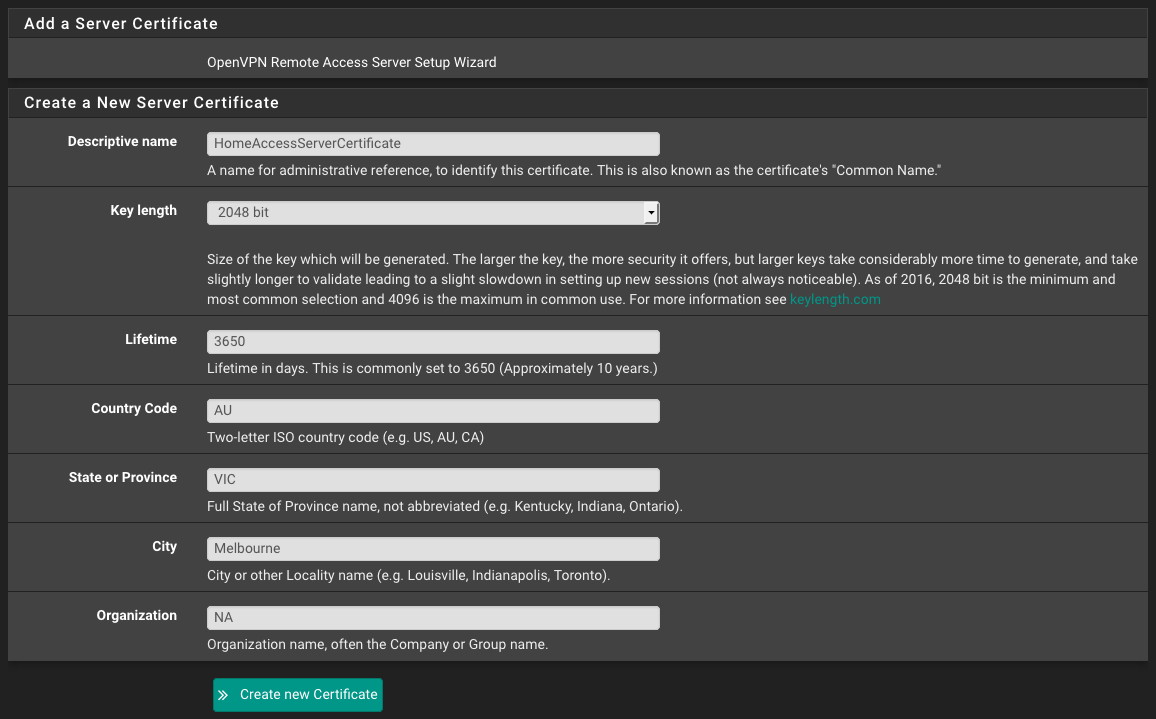 Add a Server Certificate
OpenVPN Remote Access Server Setup Wizard
Create a New Server Certificate
Descriptive name
HomeAccessServerCertificate
A name for administrative reference, to identify this certificate. This is also known as the certificate's "Common Name."
Key length
2048 bit
Size of the key which will be generated. The larger the key, the more security it offers, but larger keys take considerably more time to generate, and take
slightly longer to validate leading to a slight slowdown in setting up new sessions (not always noticeable). As of 2016, 2048 bit is the minimum and
most common selection and 4096 is the maximum in common use. For more information see keylength.com
Lifetime
3650
Lifetime in days. This is commonly set to 3650 (Approximately 10 years.)
Country Code
AU
Two-letter ISO country code (e.g. US, AU, CA)
State or Province
VIC
Full State of Province name, not abbreviated (e.g. Kentucky, Indiana, Ontario).
City
Melbourne
City or other Locality name (e.g. Louisville, Indianapolis, Toronto).
Organization
NA
Organization name, often the Company or Group name.
Create new Certificate